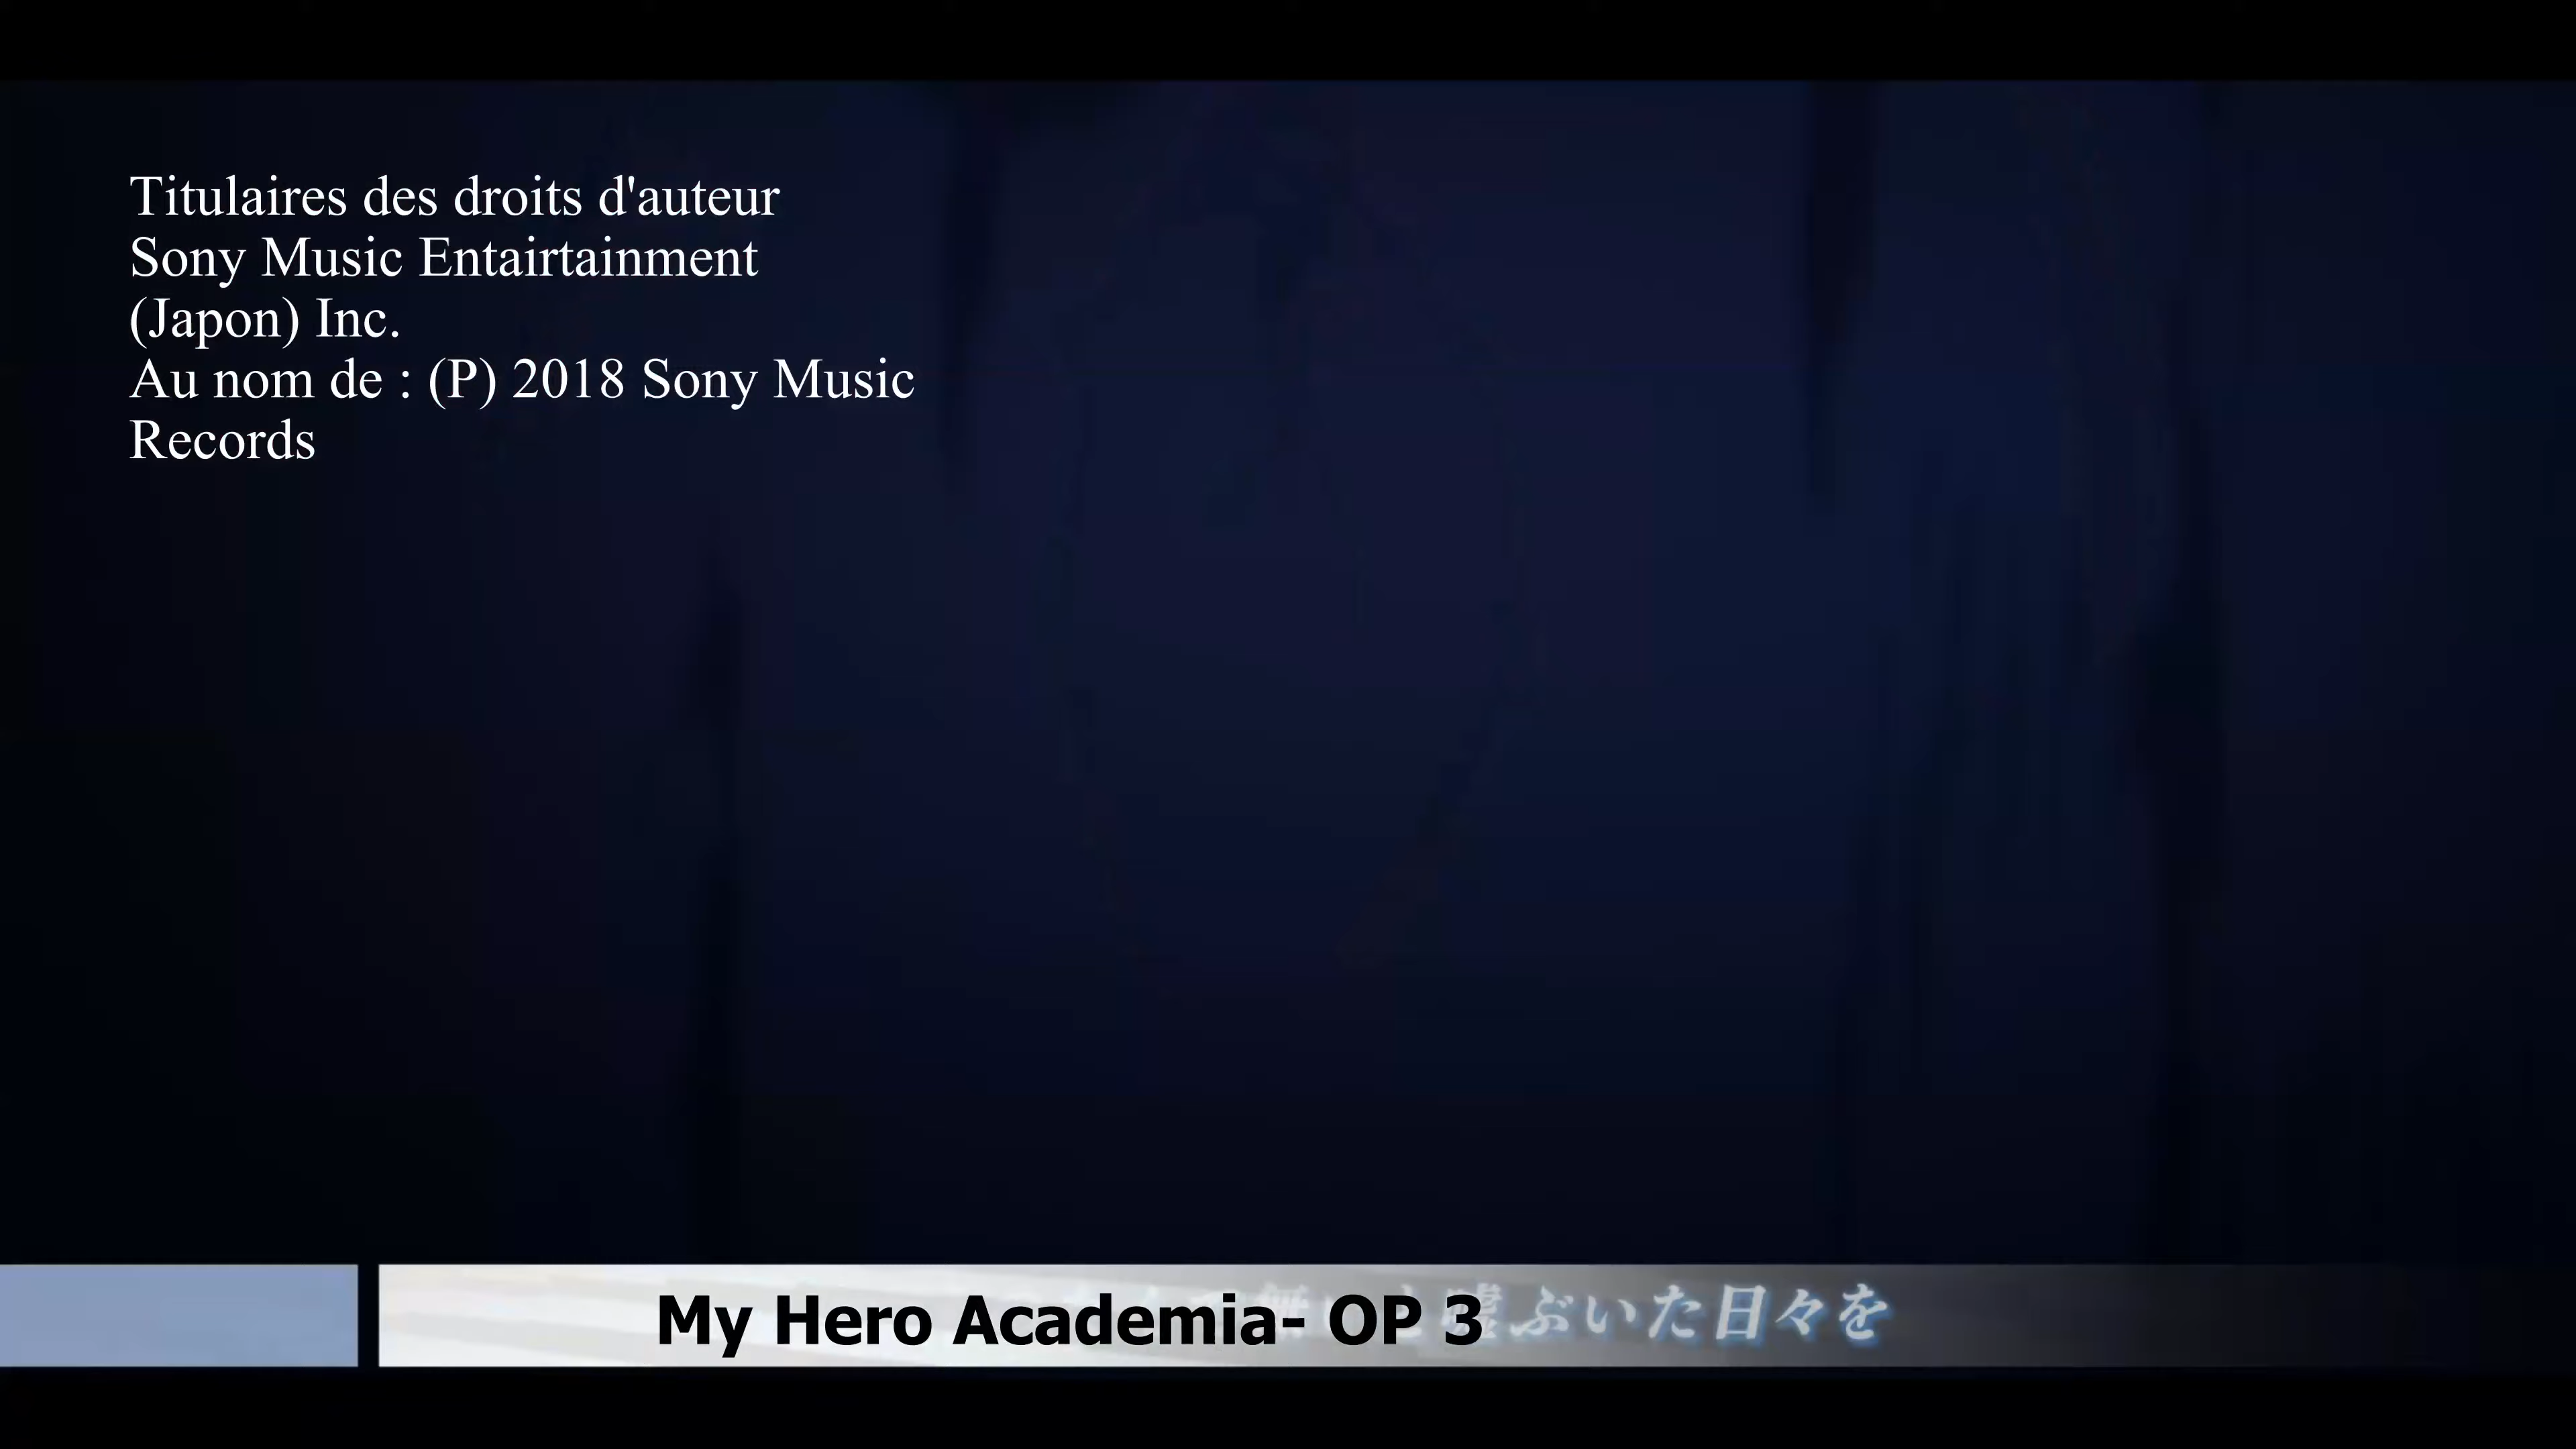 Titulaires des droits d'auteur
Sony Music Entairtainment
(Japon) Inc.
Au nom de : (P) 2018 Sony Music
Records
My Hero Academia- OP 3
ぶいた日々を